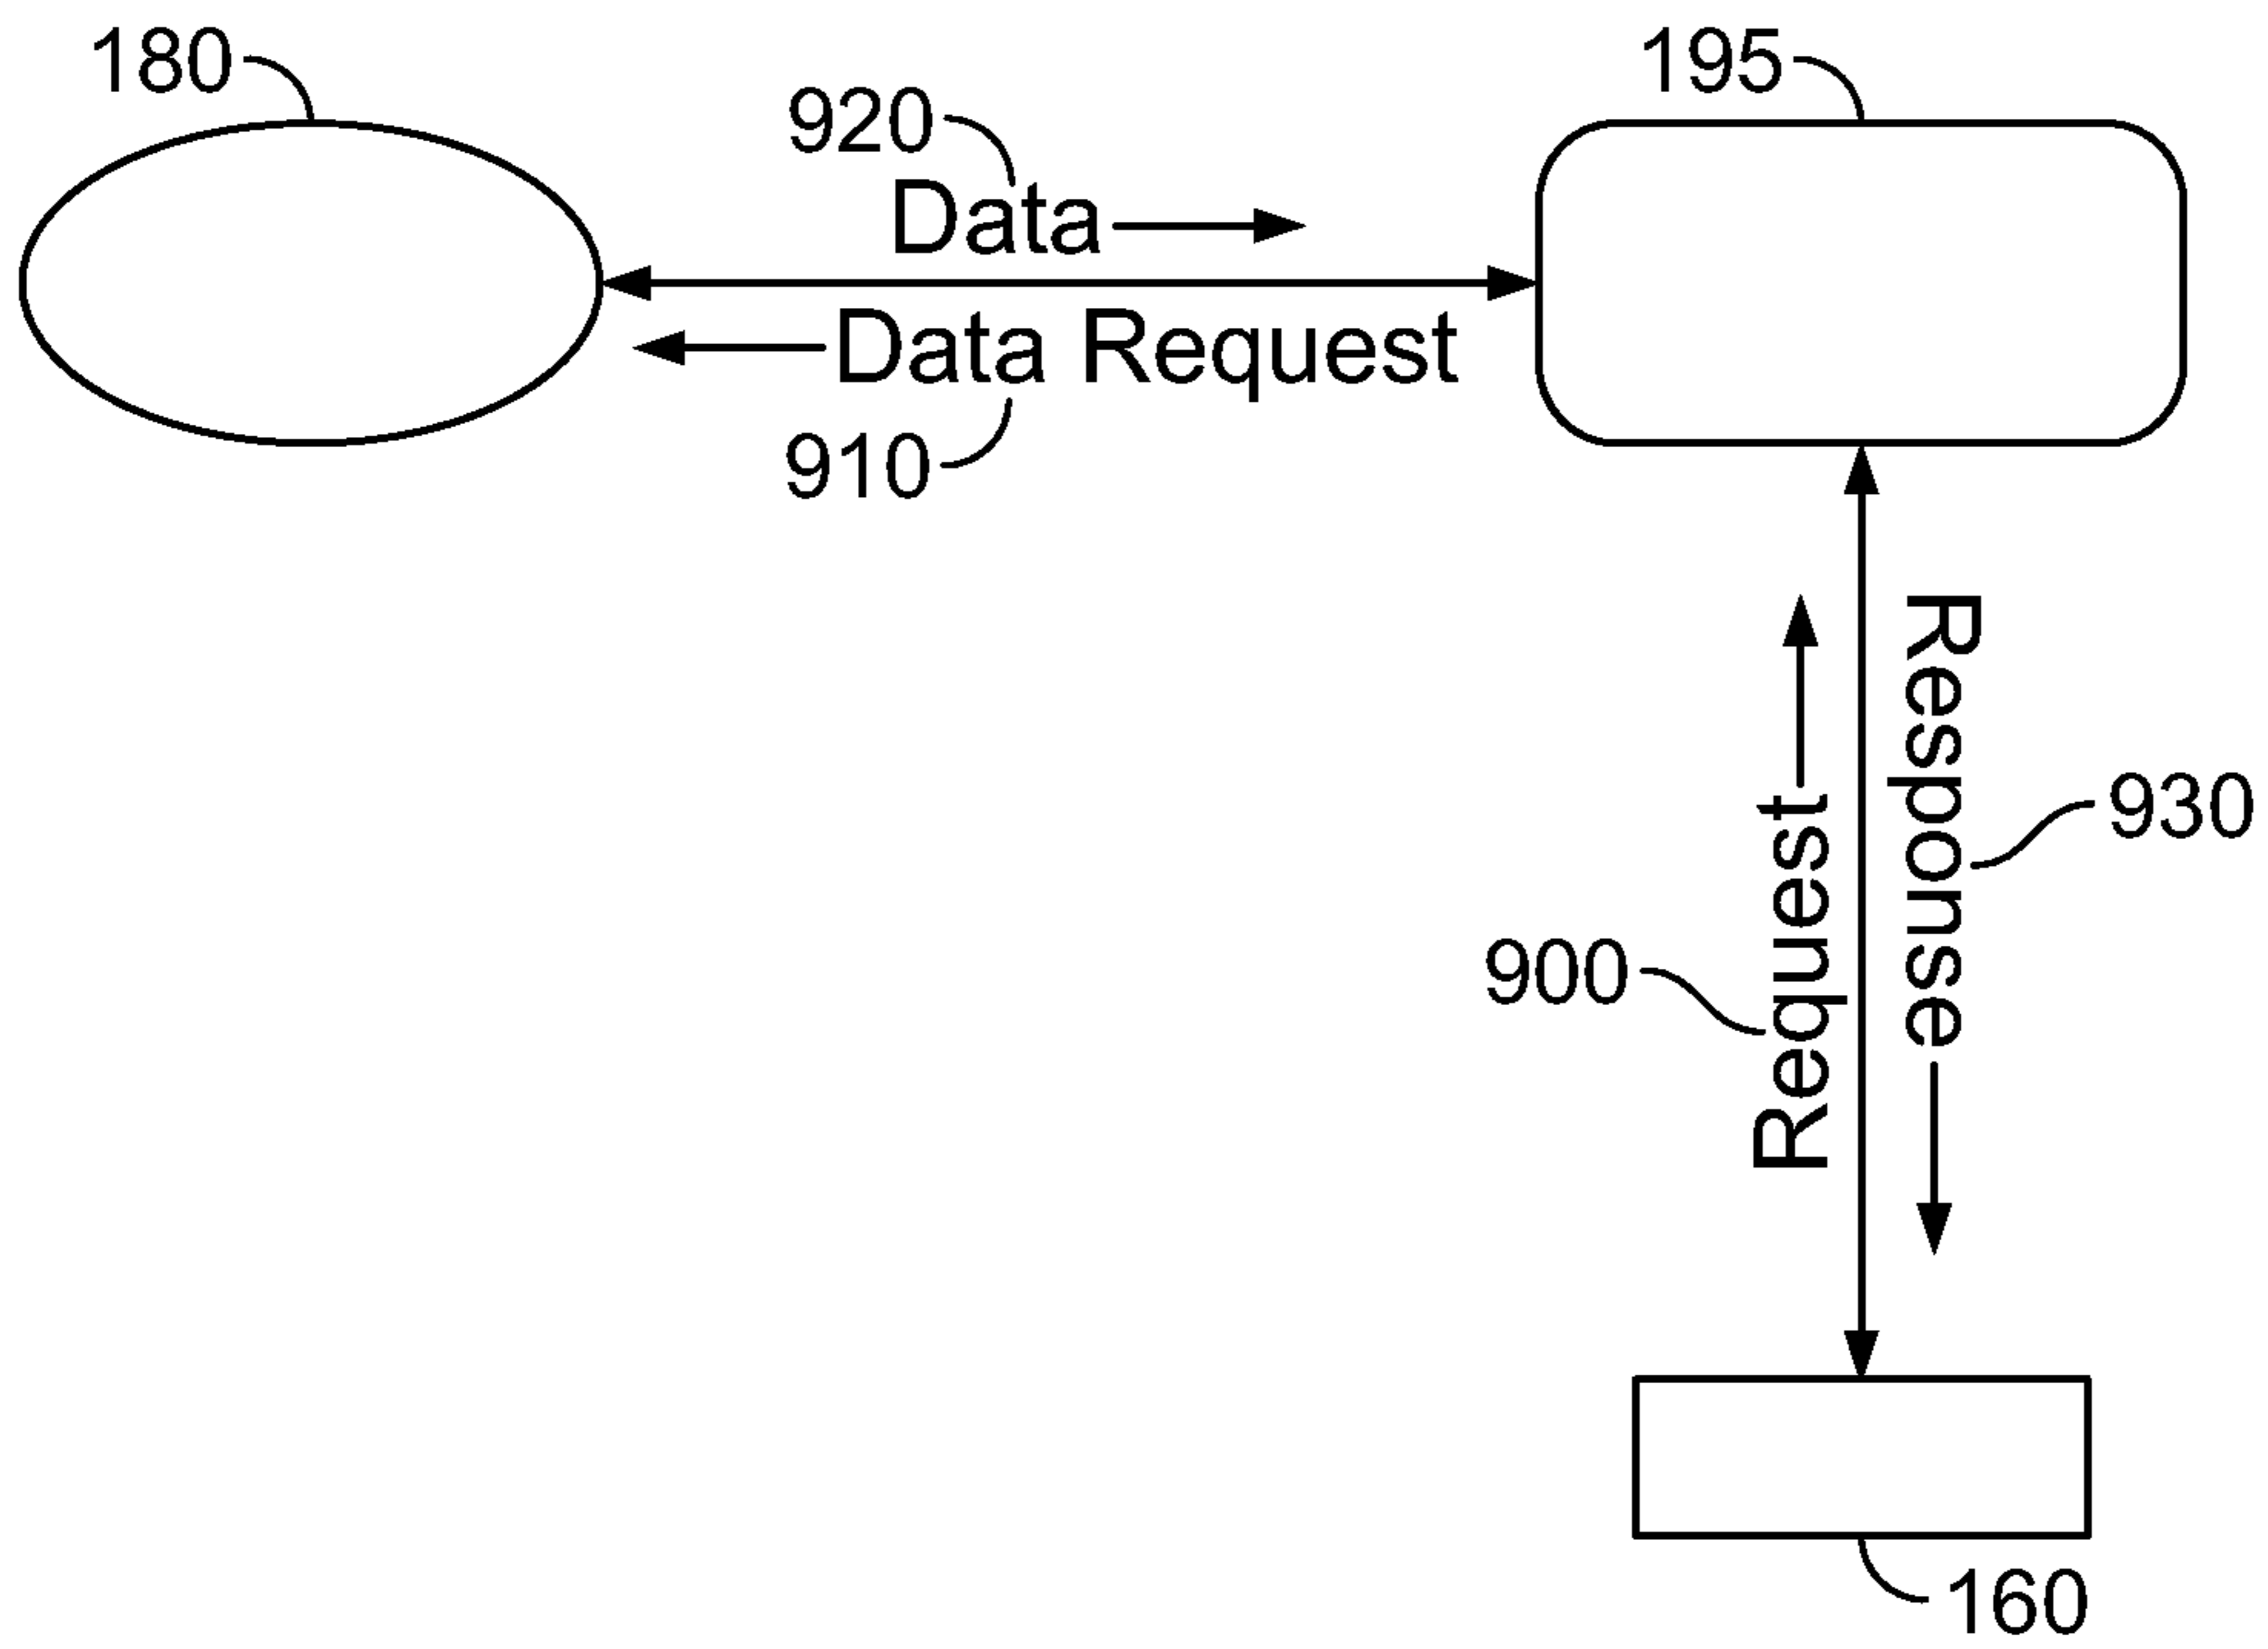 180
195
920
Data
Data Request
910
Response
930
Request
900
160